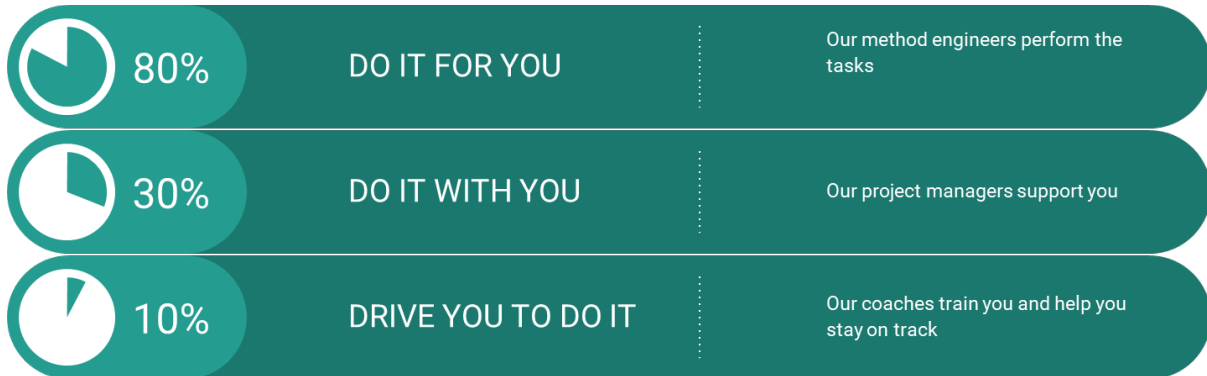 80%
DO IT FOR YOU
Our method engineers perform the
tasks
30%
DO IT WITH YOU
Our project managers support you
10%
DRIVE YOU TO DO IT
Our coaches train you and help you
stay on track